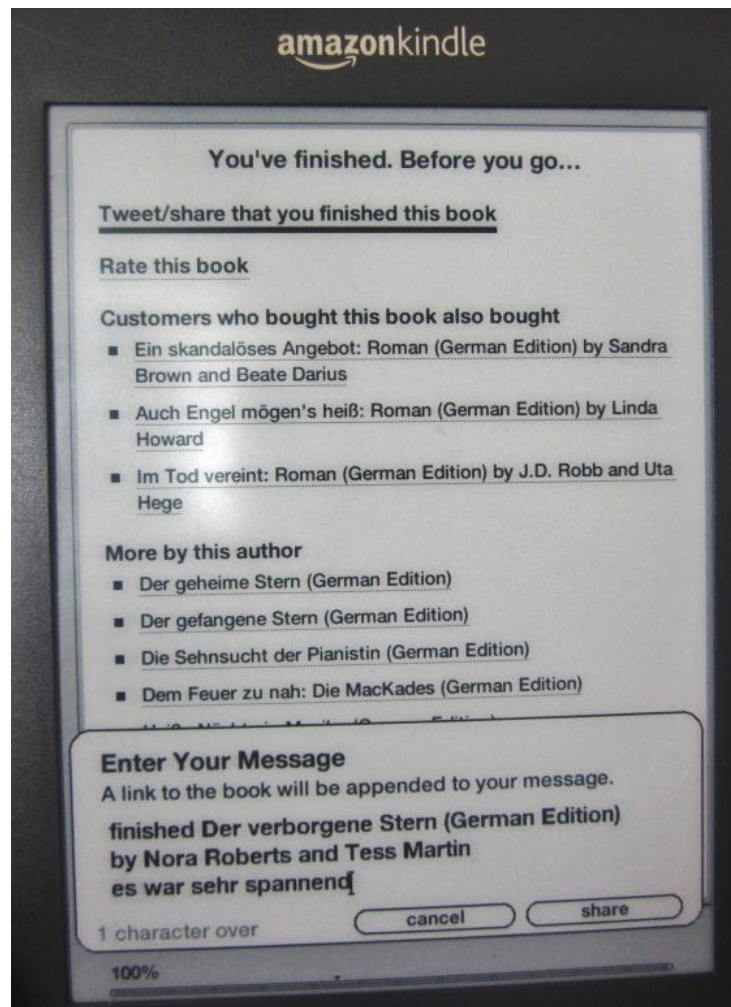 amazonkindle
You've finished. Before you go...
Tweet/share that you finished this book
Rate this book
Customers who bought this book also bought
▪ Ein skandalöses Angebot: Roman (German Edition) by Sandra
Brown and Beate Darius
▪ Auch Engel mögen's heiß: Roman (German Edition) by Linda
Howard
▪ Im Tod vereint: Roman (German Edition) by J.D. Robb and Uta
Hege
More by this author
▪ Der geheime Stern (German Edition)
▪ Der gefangene Stern (German Edition)
▪ Die Sehnsucht der Pianistin (German Edition)
▪ Dem Feuer zu nah: Die MacKades (German Edition)
Enter Your Message
A link to the book will be appended to your message.
finished Der verborgene Stern (German Edition)
by Nora Roberts and Tess Martin
es war sehr spannend
1 character over cancel share
100%